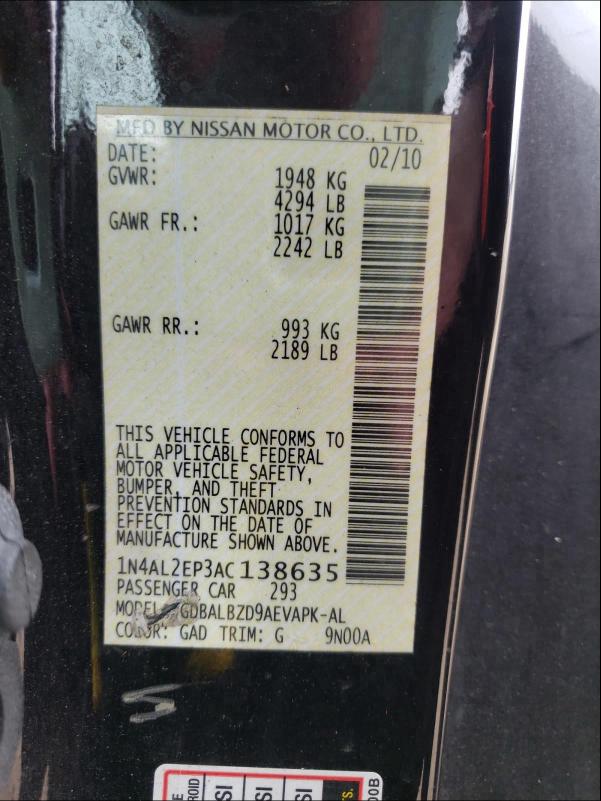 MFD BY NISSAN MOTOR CO., LTD.
DATE: 02/10
GVWR: 1948 KG
4294 LB
GAWR FR.: 1017 KG
2242 LB
GAWR RR.: 993 KG
2189 LB
THIS VEHICLE CONFORMS TO
ALL APPLICABLE FEDERAL
MOTOR VEHICLE SAFETY,
BUMPER, AND THEFT
PREVENTION STANDARDS IN
EFFECT ON THE DATE OF
MANUFACTURE SHOWN ABOVE.
1N4AL2EP3AC138635
PASSENGER CAR 293
MODEL: GDBALBZD9AEVAPK-AL
COLOR: GAD TRIM: G 9N00A